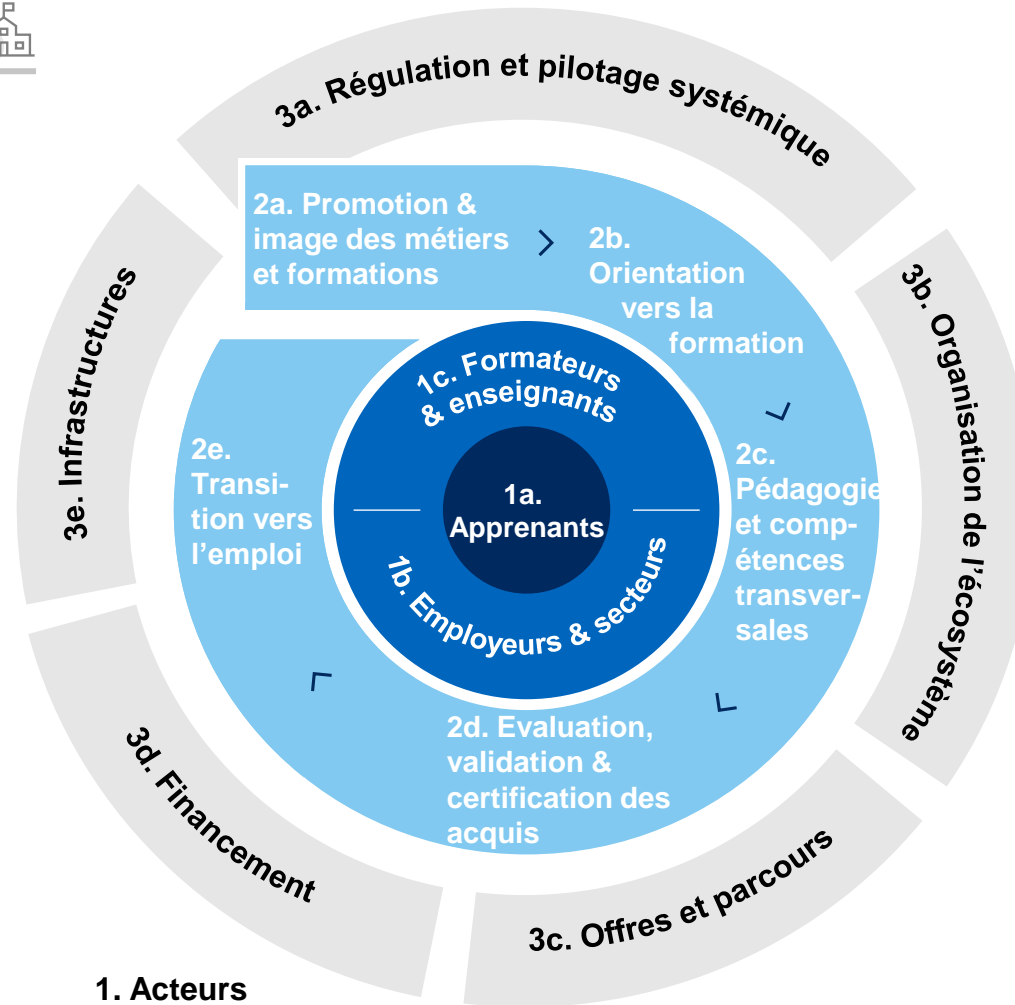 3a. Régulation et pilotage systémique
2a. Promotion &
image des métiers
et formations
2b.
Orientation
vers la
formation
3b. Organisation de l'écosystème
3e. Infrastructures
1c. Formateurs
& enseignants
2e.
Transi-
tion vers
l’emploi
1a.
Apprenants
2c.
Pédagogie
et comp-
étences
transver-
sales
1b. Employeurs & secteurs
2d. Evaluation,
validation &
certification des
acquis
3d. Financement
3c. Offres et parcours
1. Acteurs